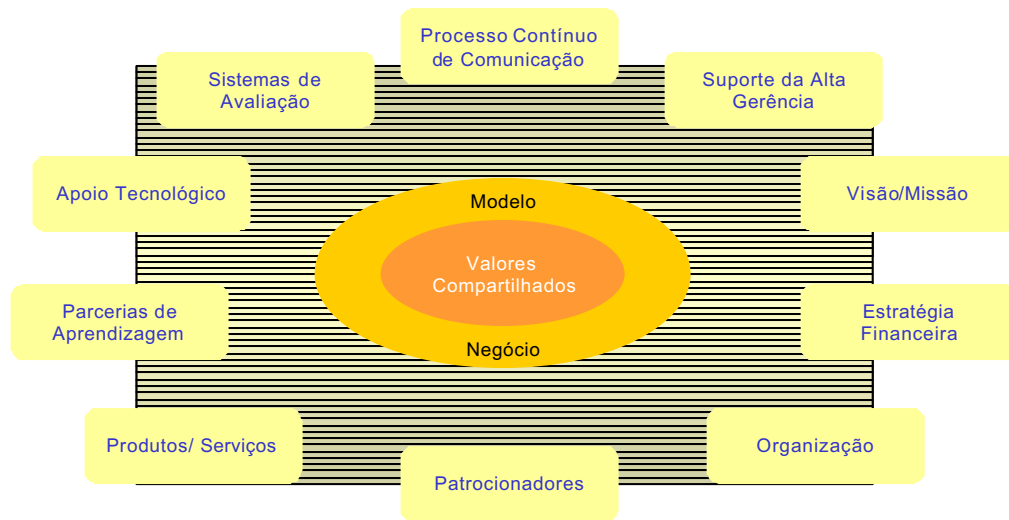 Processo Contínuo
de Comunicação
Sistemas de
Avaliação
Suporte da Alta
Gerência
Apoio Tecnológico
Visão/Missão
Modelo
Valores
Compartilhados
Negócio
Parcerias de
Aprendizagem
Estratégia
Financeira
Produtos/ Serviços
Organização
Patrocionadores